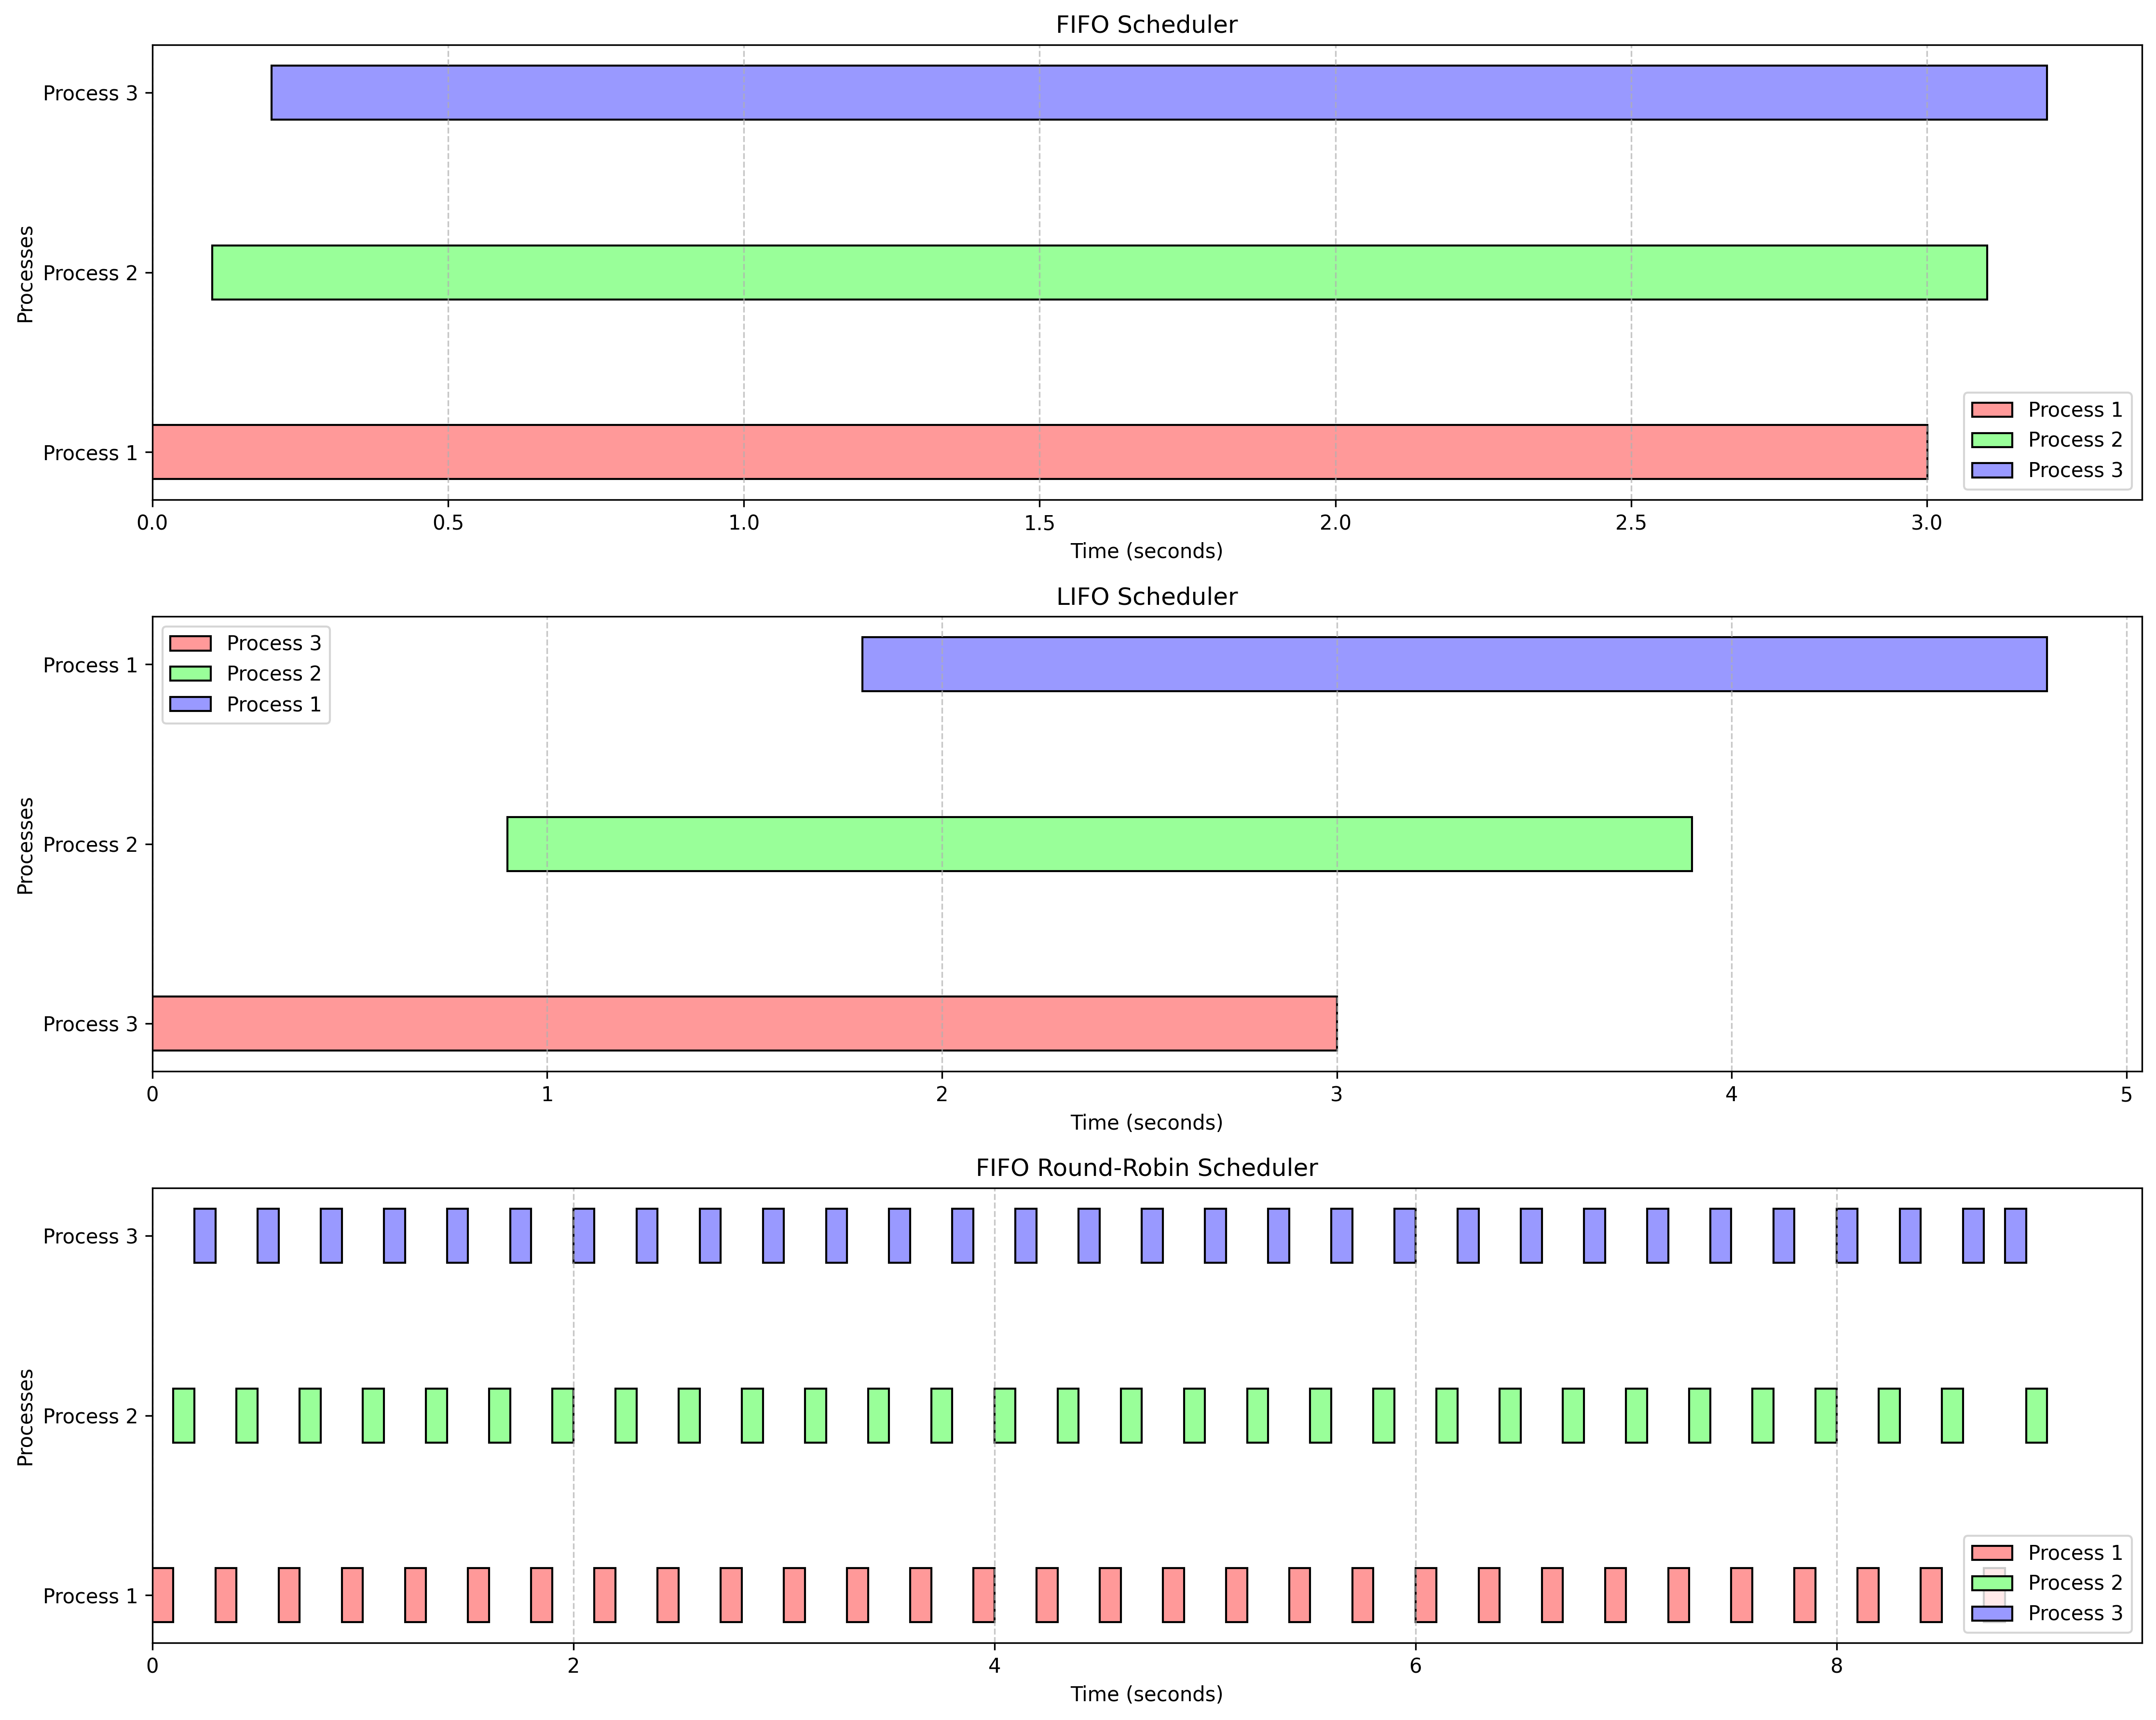 FIFO Scheduler
Process 3
Process 2
Process 1
Processes
Process 1
Process 2
Process 3
0.0 0.5 1.0 1.5 2.0 2.5 3.0
Time (seconds)
LIFO Scheduler
Process 3
Process 2
Process 1
Process 1
Process 2
Process 3
Processes
0 1 2 3 4 5
Time (seconds)
FIFO Round-Robin Scheduler
Process 3
Process 2
Process 1
Processes
Process 1
Process 2
Process 3
0 2 4 6 8
Time (seconds)